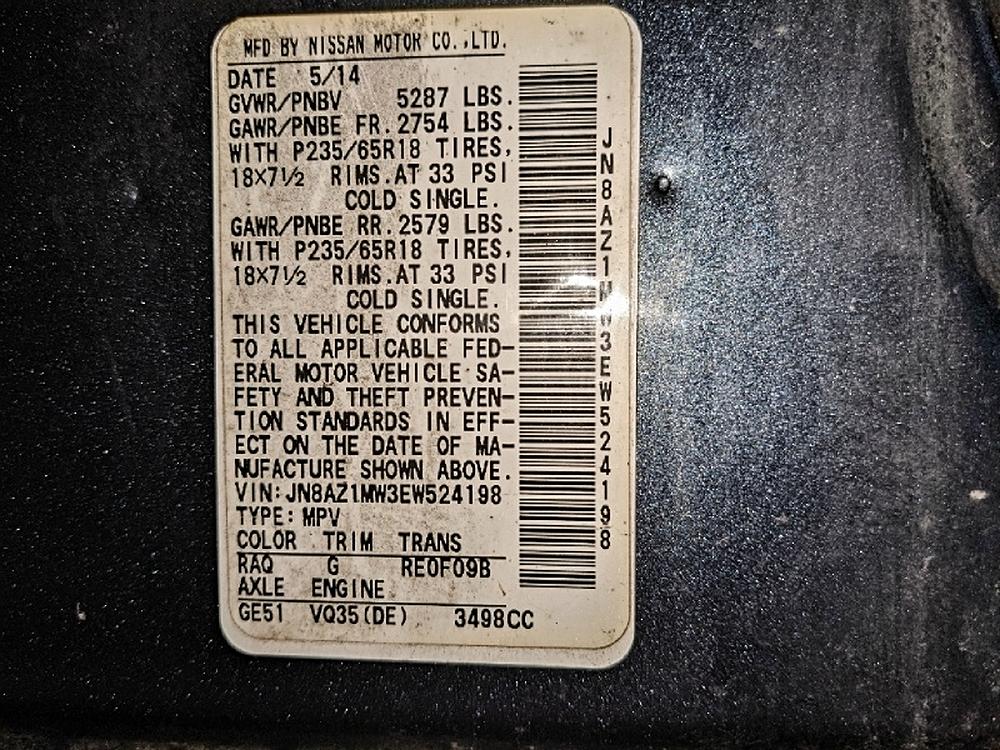 MFD BY NISSAN MOTOR CO.,LTD.
DATE 5/14
GVWR/PNBV 5287 LBS.
GAWR/PNBE FR.2754 LBS.
WITH P235/65R18 TIRES,
18×7½ RIMS.AT 33 PSI
COLD SINGLE.
GAWR/PNBE RR.2579 LBS.
WITH P235/65R18 TIRES,
18×7½ RIMS.AT 33 PSI
COLD SINGLE.
THIS VEHICLE CONFORMS
TO ALL APPLICABLE FED-
ERAL MOTOR VEHICLE SA-
FETY AND THEFT PREVEN-
TION STANDARDS IN EFF-
ECT ON THE DATE OF MA-
NUFACTURE SHOWN ABOVE.
VIN:JN8AZ1MW3EW524198
TYPE:MPV
COLOR TRIM TRANS
RAQ G RE0F09B
AXLE ENGINE
GE51 VQ35(DE) 3498CC
JN8AZ1MW3EW524198